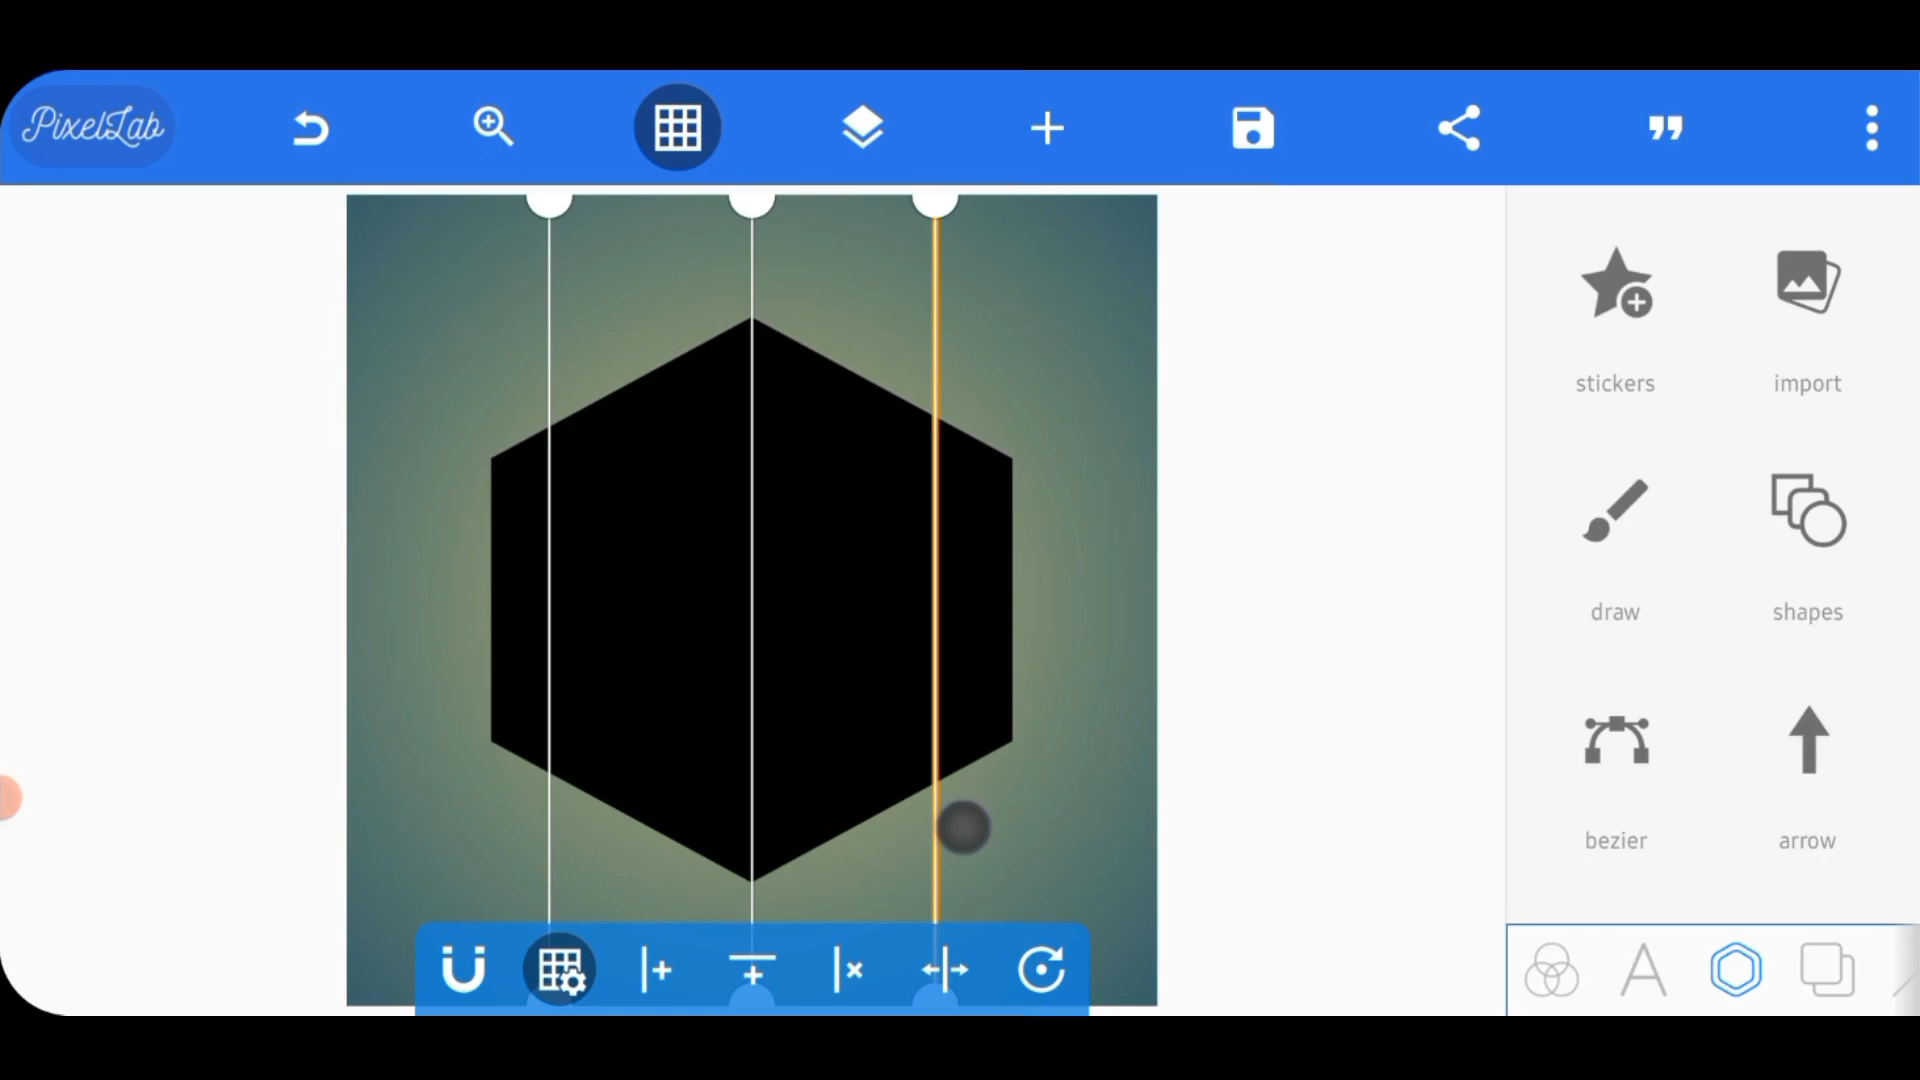 PixelLab
stickers
import
draw
shapes
bezier
arrow